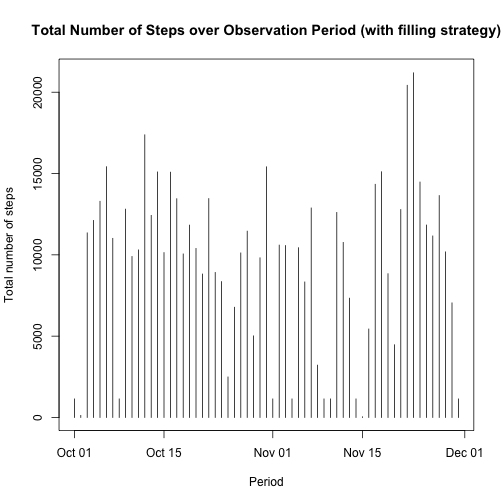 Total Number of Steps over Observation Period (with filling strategy)
Total number of steps
20000
15000
10000
5000
0
Oct 01 Oct 15 Nov 01 Nov 15 Dec 01
Period